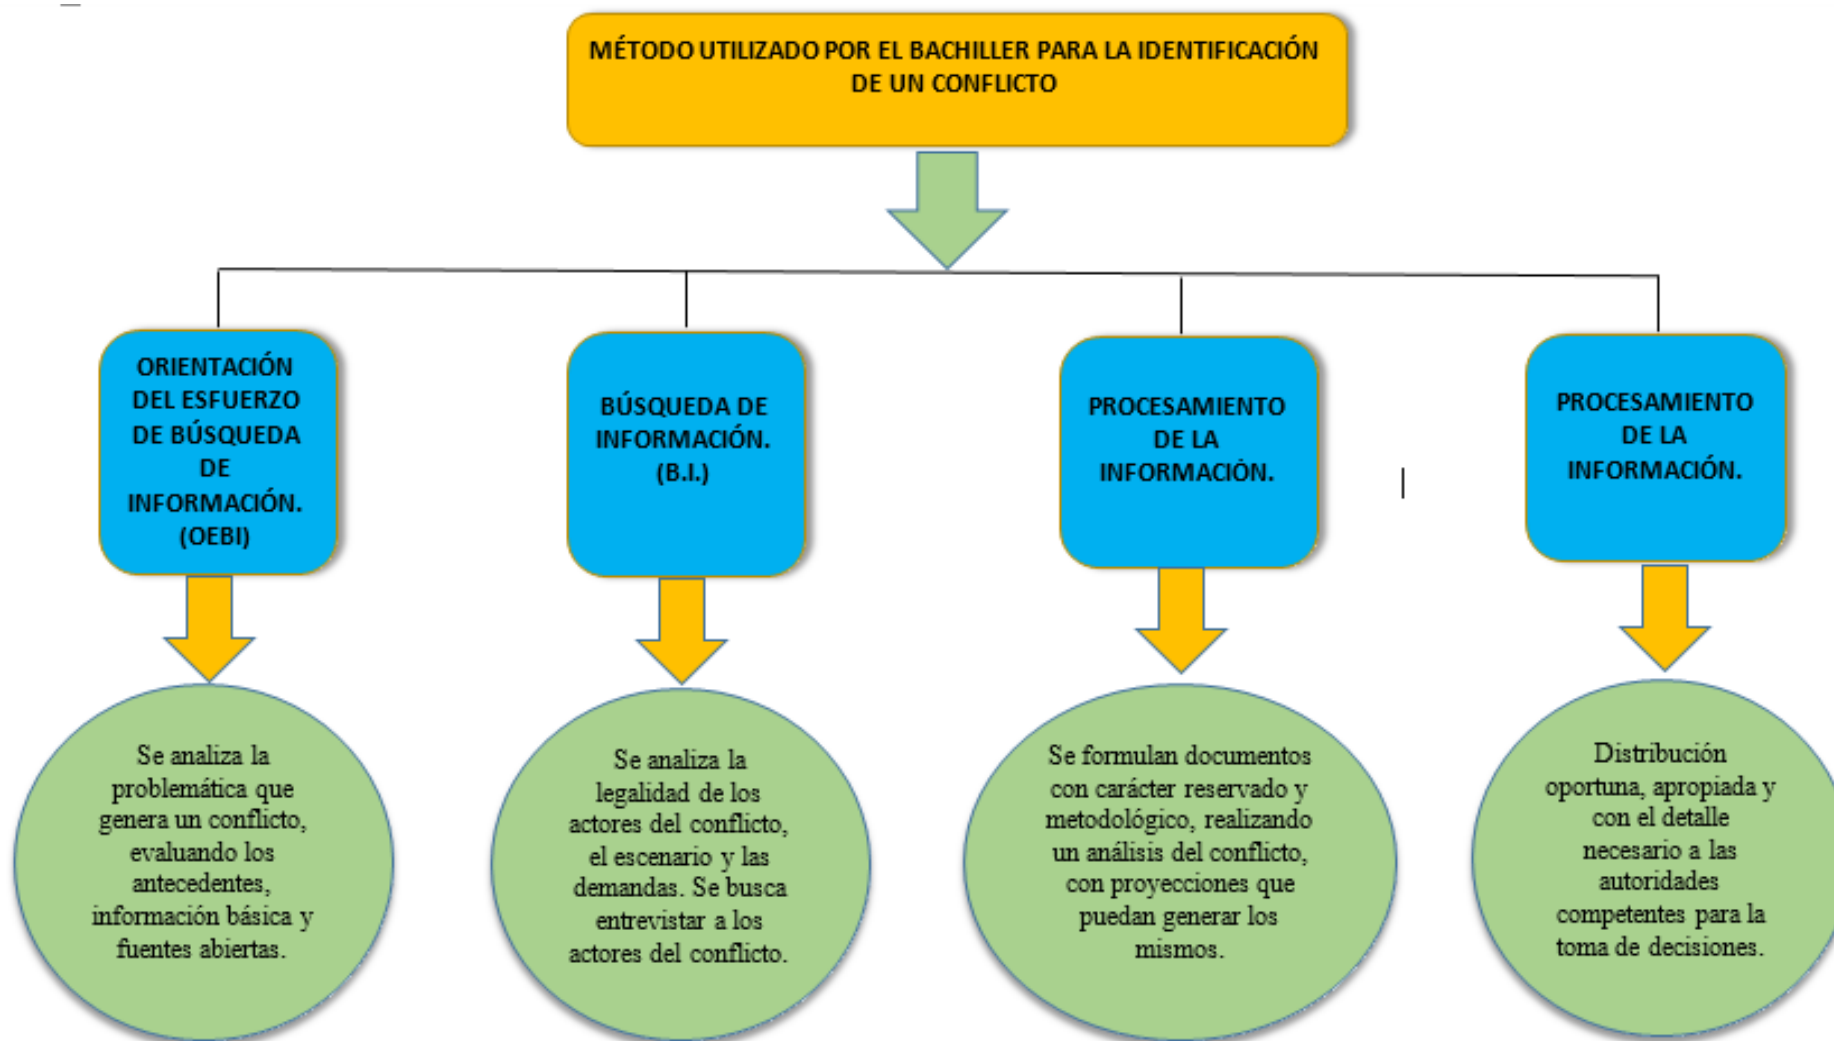 MÉTODO UTILIZADO POR EL BACHILLER PARA LA IDENTIFICACIÓN
DE UN CONFLICTO
ORIENTACIÓN
DEL ESFUERZO
DE BÚSQUEDA
DE
INFORMACIÓN.
(OEBI)
BÚSQUEDA DE
INFORMACIÓN.
(B.I.)
PROCESAMIENTO
DE LA
INFORMACIÓN.
PROCESAMIENTO
DE LA
INFORMACIÓN.
Se analiza la
problemática que
genera un conflicto,
evaluando los
antecedentes,
información básica y
fuentes abiertas.
Se analiza la
legalidad de los
actores del conflicto,
el escenario y las
demandas. Se busca
entrevistar a los
actores del conflicto.
Se formulan documentos
con carácter reservado y
metodológico, realizando
un análisis del conflicto,
con proyecciones que
puedan generar los
mismos.
Distribución
oportuna, apropiada y
con el detalle
necesario a las
autoridades
competentes para la
toma de decisiones.